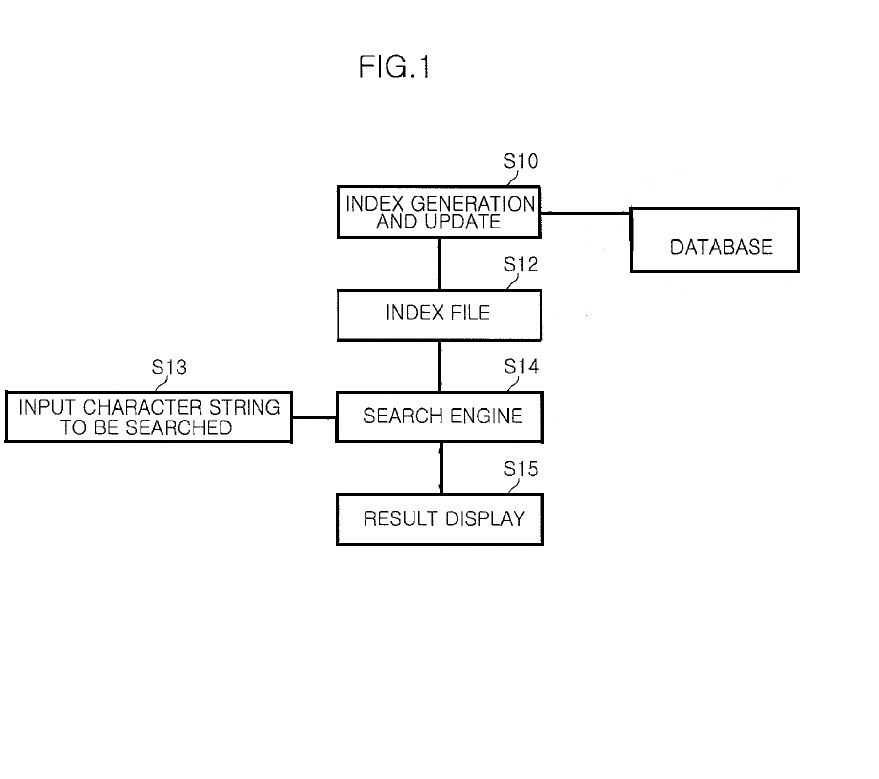 FIG.1
S10
INDEX GENERATION
AND UPDATE
DATABASE
S12
INDEX FILE
S13
INPUT CHARACTER STRING
TO BE SEARCHED
S14
SEARCH ENGINE
S15
RESULT DISPLAY